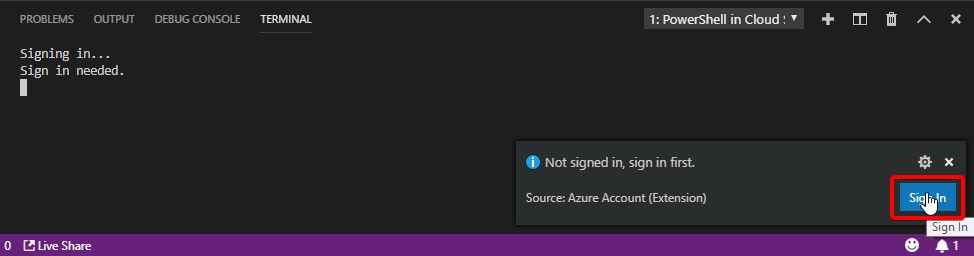 PROBLEMS OUTPUT DEBUG CONSOLE TERMINAL 1: PowerShell in Cloud S
Signing in...
Sign in needed.
Not signed in, sign in first.
Source: Azure Account (Extension) Sign In
Sign In
0 Live Share 1